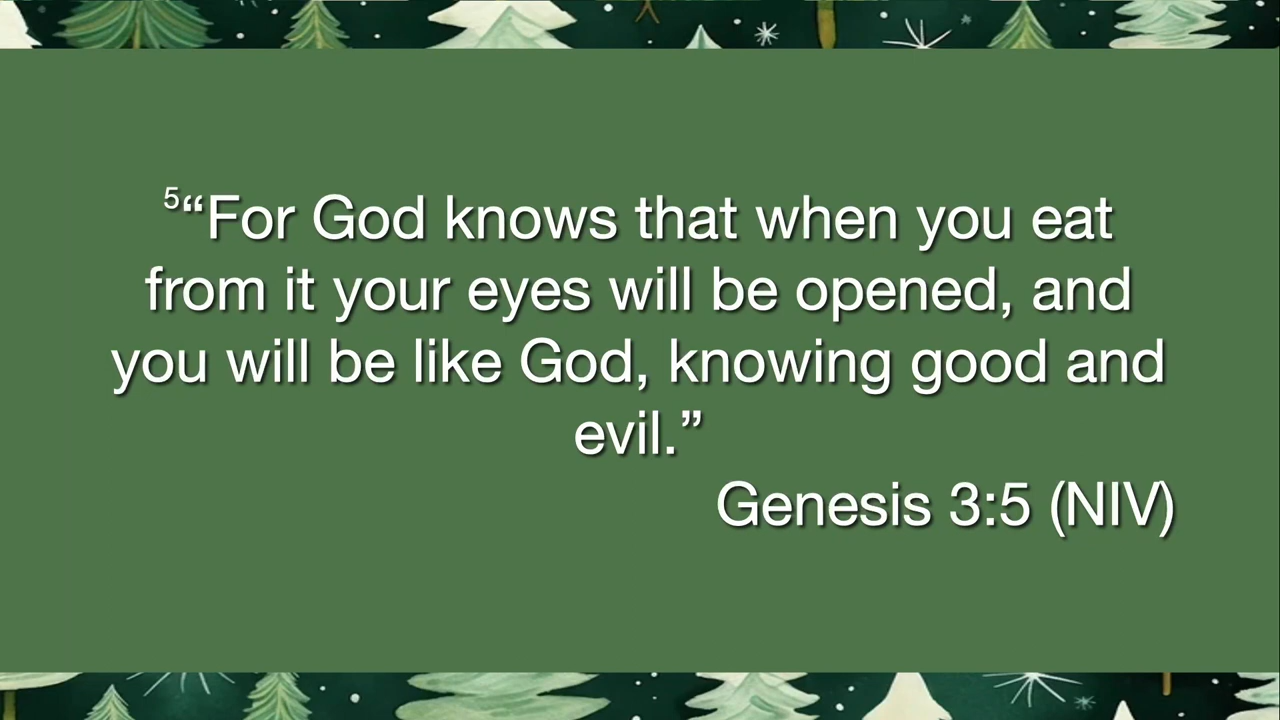 ⁵“For God knows that when you eat
from it your eyes will be opened, and
you will be like God, knowing good and
evil.”
Genesis 3:5 (NIV)